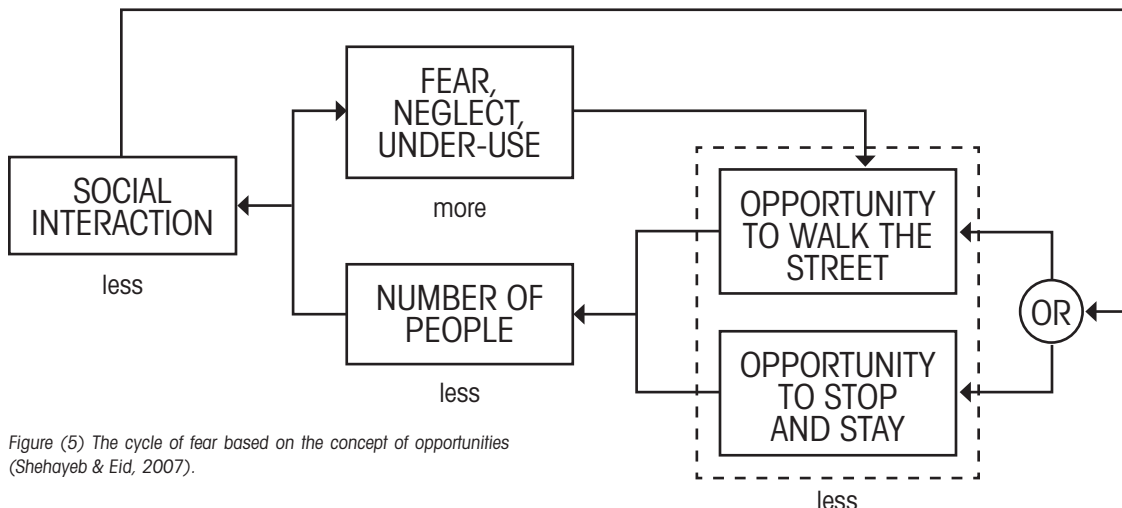 FEAR,
NEGLECT,
UNDER-USE
more
SOCIAL
INTERACTION
less
NUMBER OF
PEOPLE
less
OPPORTUNITY
TO WALK THE
STREET
OPPORTUNITY
TO STOP
AND STAY
less
OR
Figure (5) The cycle of fear based on the concept of opportunities
(Shehayeb & Eid, 2007).